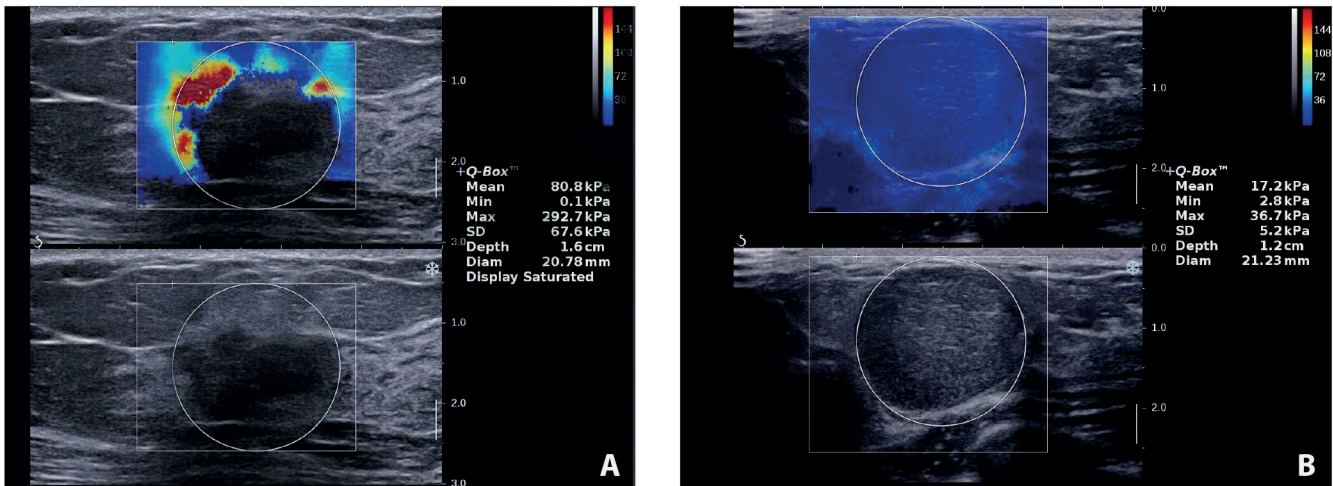 144
108
72
36
1.0
2.0
3.0
+Q-Box™
Mean 80.8kPa
Min 0.1kPa
Max 292.7kPa
SD 67.6kPa
Depth 1.6cm
Diam 20.78mm
Display Saturated
1.0
2.0
3.0
A
0.0
144
108
72
36
1.0
2.0
+Q-Box™
Mean 17.2kPa
Min 2.8kPa
Max 36.7kPa
SD 5.2kPa
Depth 1.2cm
Diam 21.23mm
0.0
1.0
2.0
B